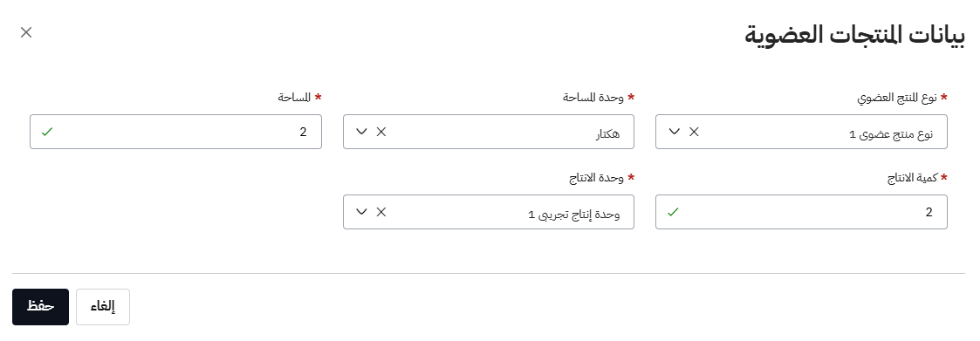 بيانات المنتجات العضوية
* نوع المنتج العضوي
* وحدة المساحة
* المساحة
نوع منتج عضوى 1
هكتار
2
* كمية الانتاج
* وحدة الانتاج
2
وحدة إنتاج تجريبى 1
إلغاء
حفظ